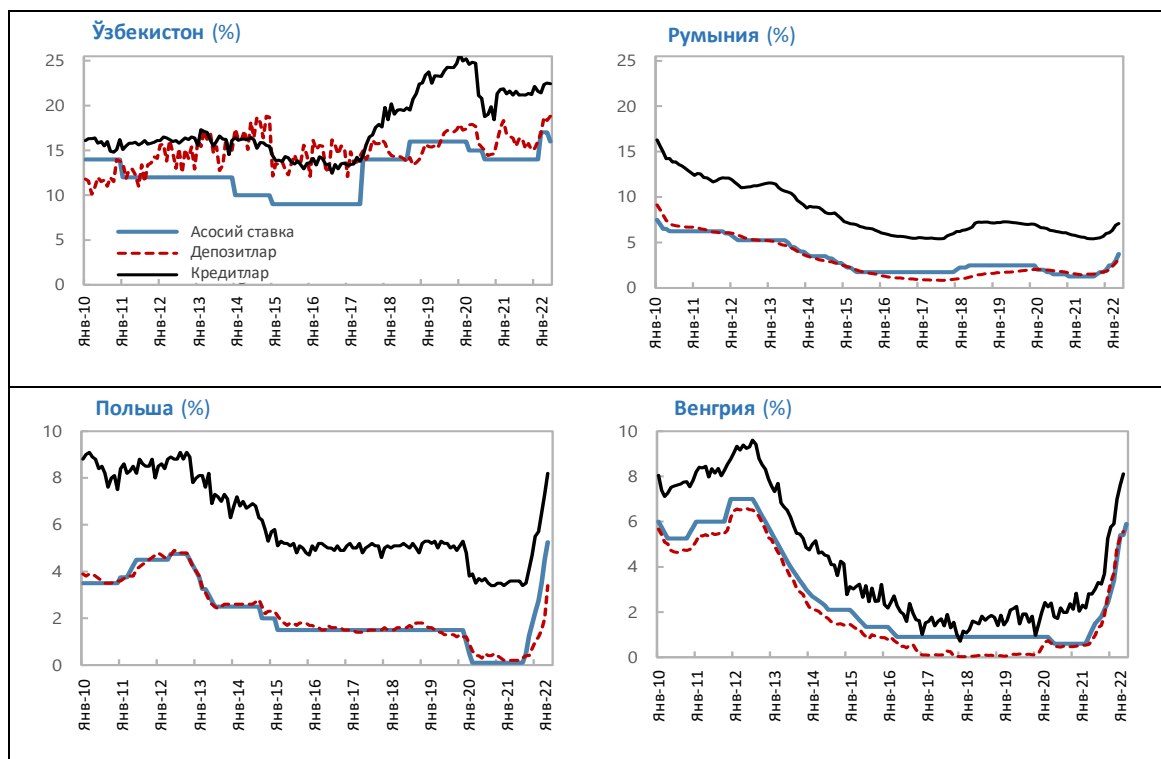 Ўзбекистон (%)
25
20
15
10
5
0
Асосий ставка
Депозитлар
Кредитлар
Янв-10
Янв-11
Янв-12
Янв-13
Янв-14
Янв-15
Янв-16
Янв-17
Янв-18
Янв-19
Янв-20
Янв-21
Янв-22
Румыния (%)
25
20
15
10
5
0
Янв-10
Янв-11
Янв-12
Янв-13
Янв-14
Янв-15
Янв-16
Янв-17
Янв-18
Янв-19
Янв-20
Янв-21
Янв-22
Польша (%)
10
8
6
4
2
0
Янв-10
Янв-11
Янв-12
Янв-13
Янв-14
Янв-15
Янв-16
Янв-17
Янв-18
Янв-19
Янв-20
Янв-21
Янв-22
Венгрия (%)
10
8
6
4
2
0
Янв-10
Янв-11
Янв-12
Янв-13
Янв-14
Янв-15
Янв-16
Янв-17
Янв-18
Янв-19
Янв-20
Янв-21
Янв-22